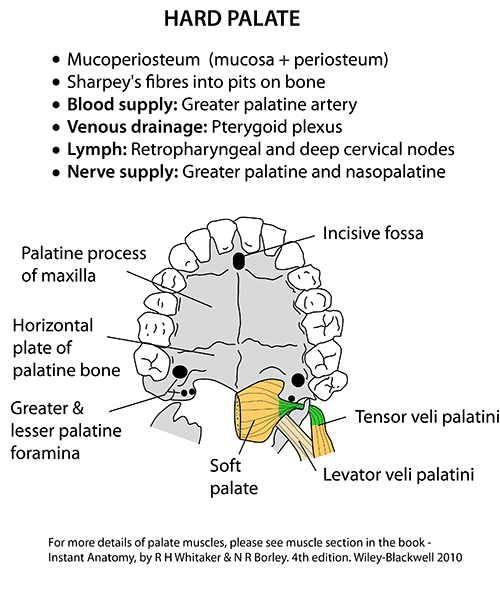 HARD PALATE
• Mucoperiosteum (mucosa + periosteum)
• Sharpey's fibres into pits on bone
• Blood supply: Greater palatine artery
• Venous drainage: Pterygoid plexus
• Lymph: Retropharyngeal and deep cervical nodes
• Nerve supply: Greater palatine and nasopalatine
Incisive fossa
Palatine process
of maxilla
Horizontal
plate of
palatine bone
Greater &
lesser palatine
foramina
Soft
palate
Tensor veli palatini
Levator veli palatini
For more details of palate muscles, please see muscle section in the book -
Instant Anatomy, by R H Whitaker & N R Borley. 4th edition. Wiley-Blackwell 2010